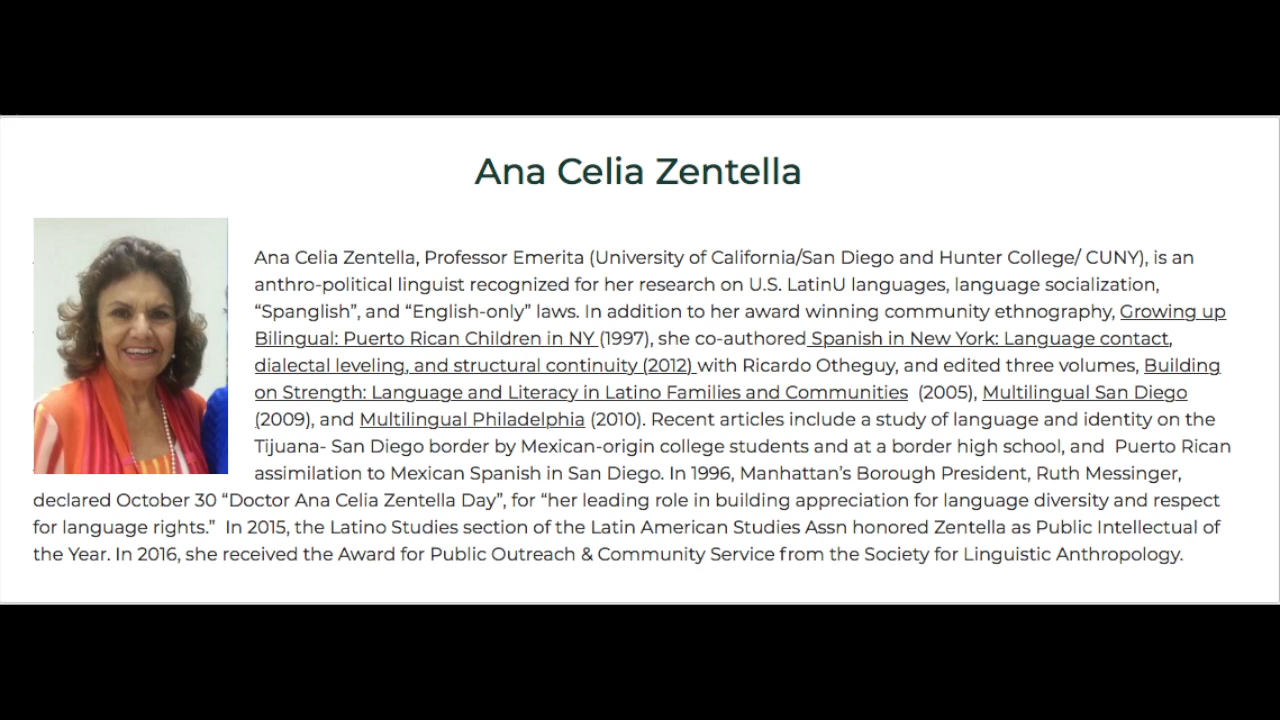 Ana Celia Zentella
Ana Celia Zentella, Professor Emerita (University of California/San Diego and Hunter College/ CUNY), is an
anthro-political linguist recognized for her research on U.S. LatinU languages, language socialization,
“Spanglish”, and “English-only” laws. In addition to her award winning community ethnography, Growing up
Bilingual: Puerto Rican Children in NY (1997), she co-authored Spanish in New York: Language contact,
dialectal leveling, and structural continuity (2012) with Ricardo Otheguy, and edited three volumes, Building
on Strength: Language and Literacy in Latino Families and Communities  (2005), Multilingual San Diego
(2009), and Multilingual Philadelphia (2010). Recent articles include a study of language and identity on the
Tijuana- San Diego border by Mexican-origin college students and at a border high school, and  Puerto Rican
assimilation to Mexican Spanish in San Diego. In 1996, Manhattan’s Borough President, Ruth Messinger,
declared October 30 “Doctor Ana Celia Zentella Day”, for “her leading role in building appreciation for language diversity and respect
for language rights.”  In 2015, the Latino Studies section of the Latin American Studies Assn honored Zentella as Public Intellectual of
the Year. In 2016, she received the Award for Public Outreach & Community Service from the Society for Linguistic Anthropology.